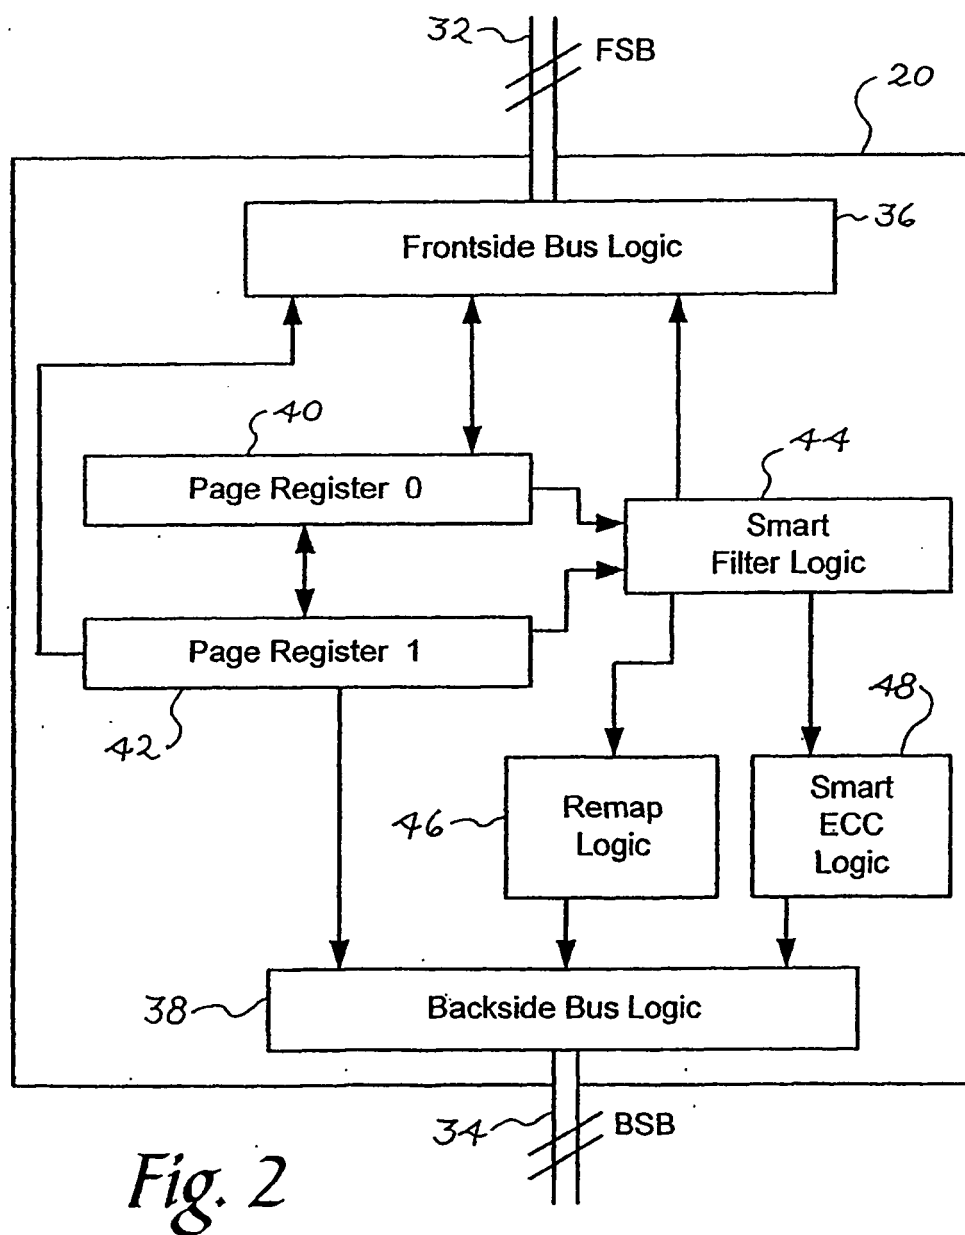 32
FSB
20
Frontside Bus Logic
36
40
44
Page Register 0
Smart
Filter Logic
Page Register 1
42
48
46
Remap
Logic
Smart
ECC
Logic
38
Backside Bus Logic
34
BSB
Fig. 2